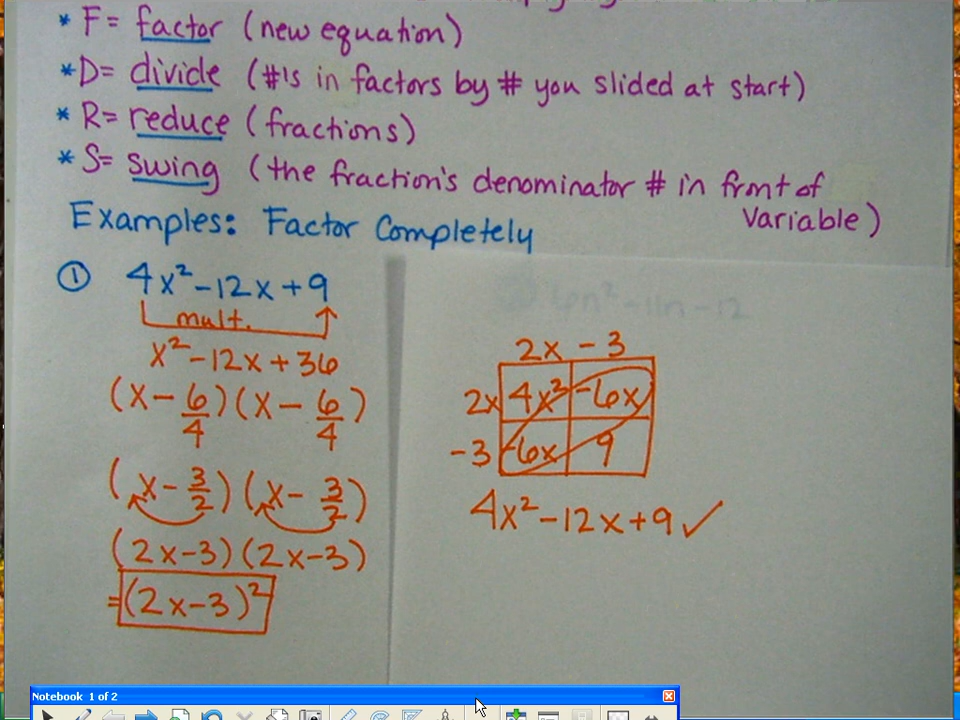 * F = factor (new equation)
* D = divide (#'s in factors by # you slided at start)
* R = reduce (fractions)
* S = swing (the fraction's denominator # in front of variable)
Examples: Factor Completely
① 4x² - 12x + 9
mult.
x² - 12x + 36
(x - 6/4)(x - 6/4)
(x - 3/2)(x - 3/2)
(2x - 3)(2x - 3)
= (2x - 3)²
2x - 3
2x 4x² -6x
-3 -6x 9
4x² - 12x + 9 ✓
Notebook 1 of 2